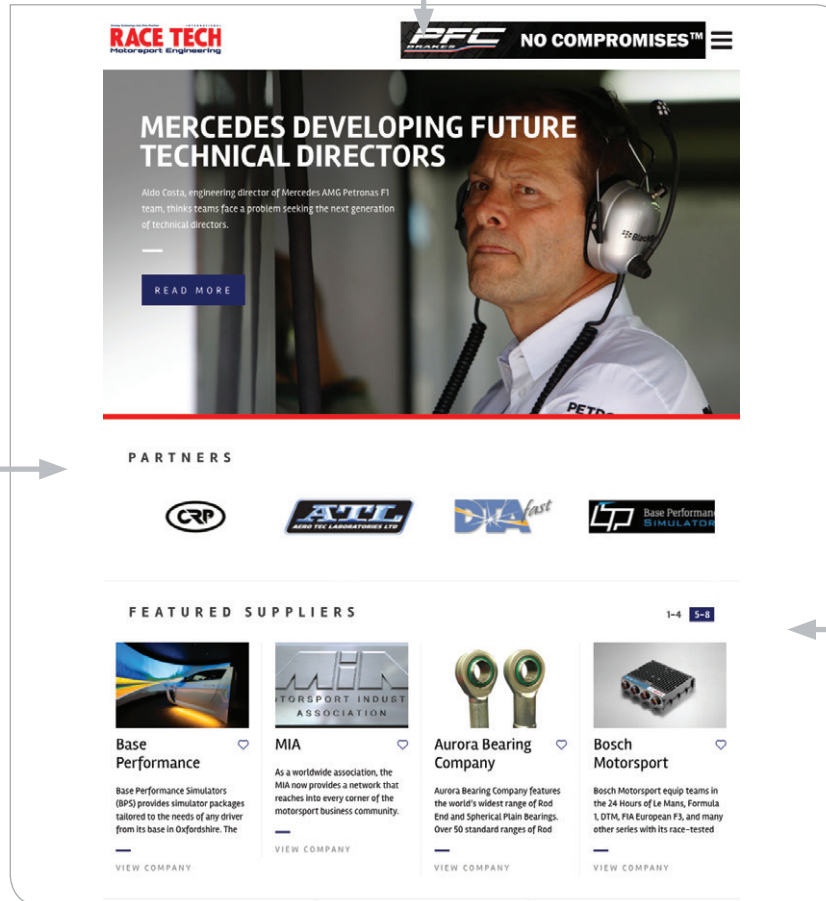 RACE TECH
Motorsport Engineering
PFC
BRAKES
NO COMPROMISES™
MERCEDES DEVELOPING FUTURE
TECHNICAL DIRECTORS
Aldo Costa, engineering director of Mercedes AMG Petronas F1
team, thinks teams face a problem seeking the next generation
of technical directors.
READ MORE
PARTNERS
CRP
ATL
AERO TEC LABORATORIES LTD
DTAfast
Base Performan
SIMULATOR
FEATURED SUPPLIERS
1-4 5-8
MIA
TORSPORT INDUST
ASSOCIATION
Base
Performance
Base Performance Simulators
(BPS) provides simulator packages
tailored to the needs of any driver
from its base in Oxfordshire. The
VIEW COMPANY
MIA
As a worldwide association, the
MIA now provides a network that
reaches into every corner of the
motorsport business community.
VIEW COMPANY
Aurora Bearing
Company
Aurora Bearing Company features
the world's widest range of Rod
End and Spherical Plain Bearings.
Over 50 standard ranges of Rod
VIEW COMPANY
Bosch
Motorsport
Bosch Motorsport equip teams in
the 24 Hours of Le Mans, Formula
1, DTM, FIA European F3, and many
other series with its race-tested
VIEW COMPANY